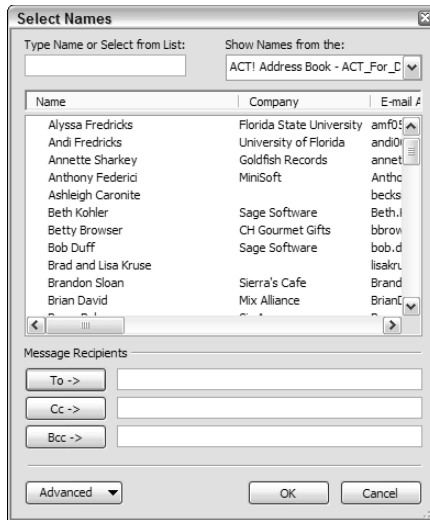 Select Names
Type Name or Select from List: Show Names from the:
ACT! Address Book - ACT_For_D
Name Company E-mail A
Alyssa Fredricks Florida State University amf05
Andi Fredricks University of Florida andi0
Annette Sharkey Goldfish Records annet
Anthony Federici MiniSoft Antho
Ashleigh Caronite becks
Beth Kohler Sage Software Beth.
Betty Browser CH Gourmet Gifts bbrow
Bob Duff Sage Software bob.d
Brad and Lisa Kruse lisakru
Brandon Sloan Sierra's Cafe Brand
Brian David Mix Alliance Brian
Message Recipients
To ->
Cc ->
Bcc ->
Advanced OK Cancel